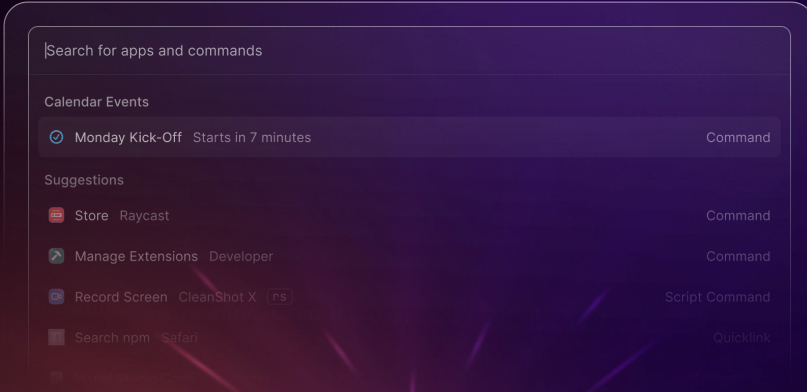 Search for apps and commands
Calendar Events
Monday Kick-Off Starts in 7 minutes Command
Suggestions
Store Raycast Command
Manage Extensions Developer Command
Record Screen CleanShot X rs Script Command
Search npm Safari Quicklink